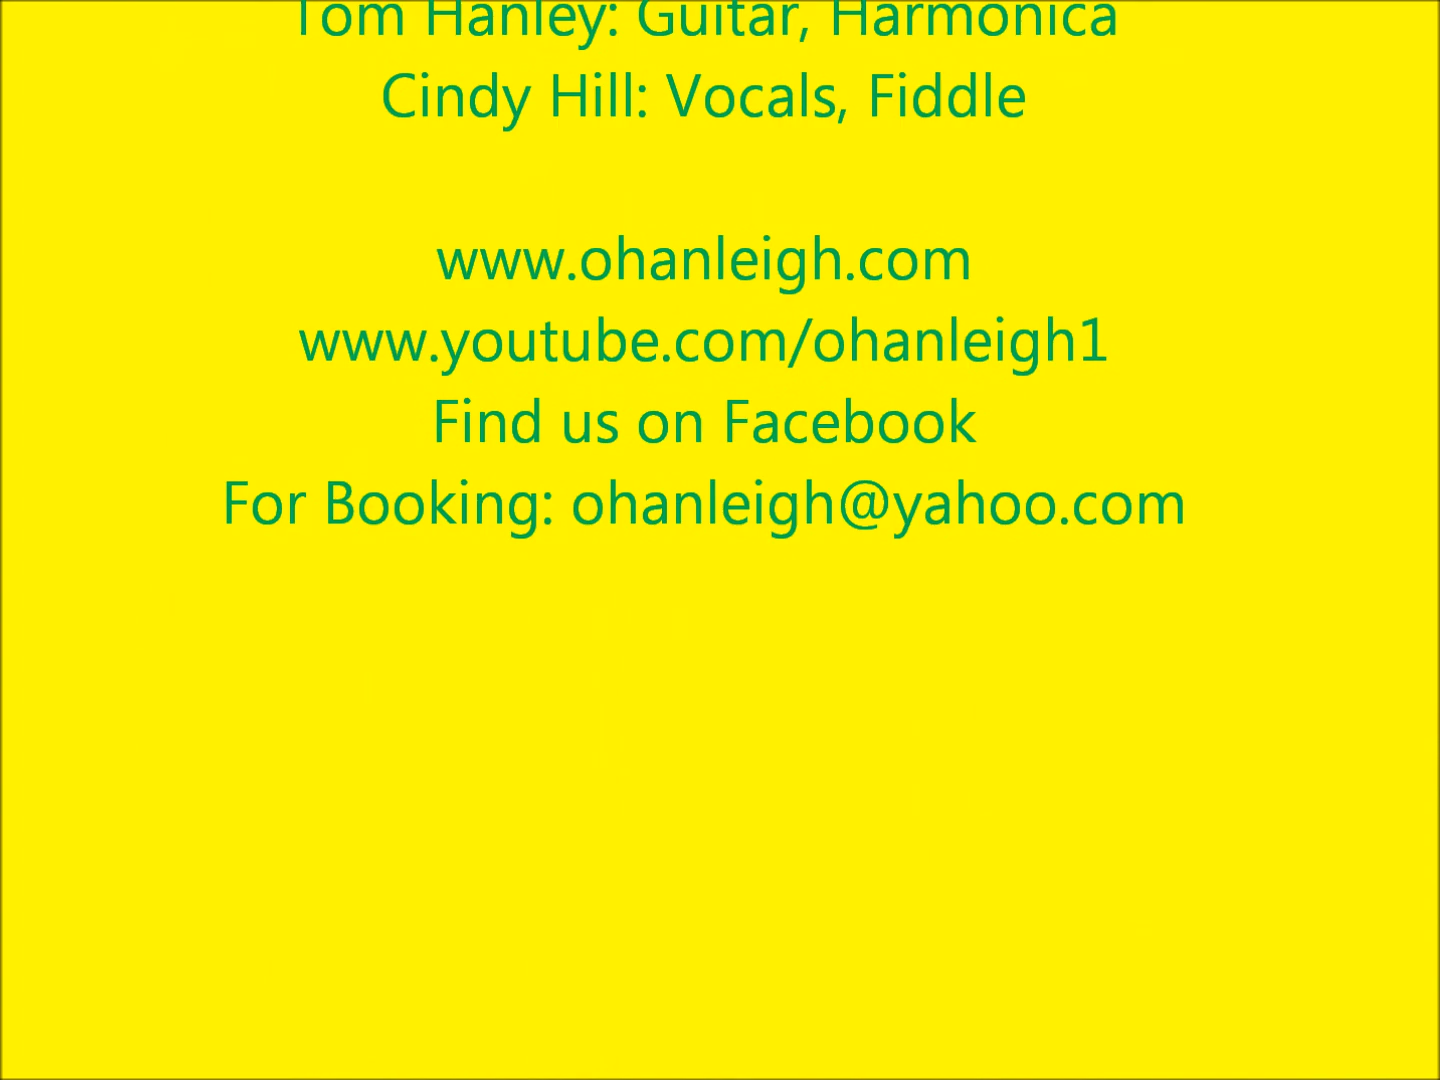 Tom Hanley: Guitar, Harmonica
Cindy Hill: Vocals, Fiddle
www.ohanleigh.com
www.youtube.com/ohanleigh1
Find us on Facebook
For Booking: ohanleigh@yahoo.com